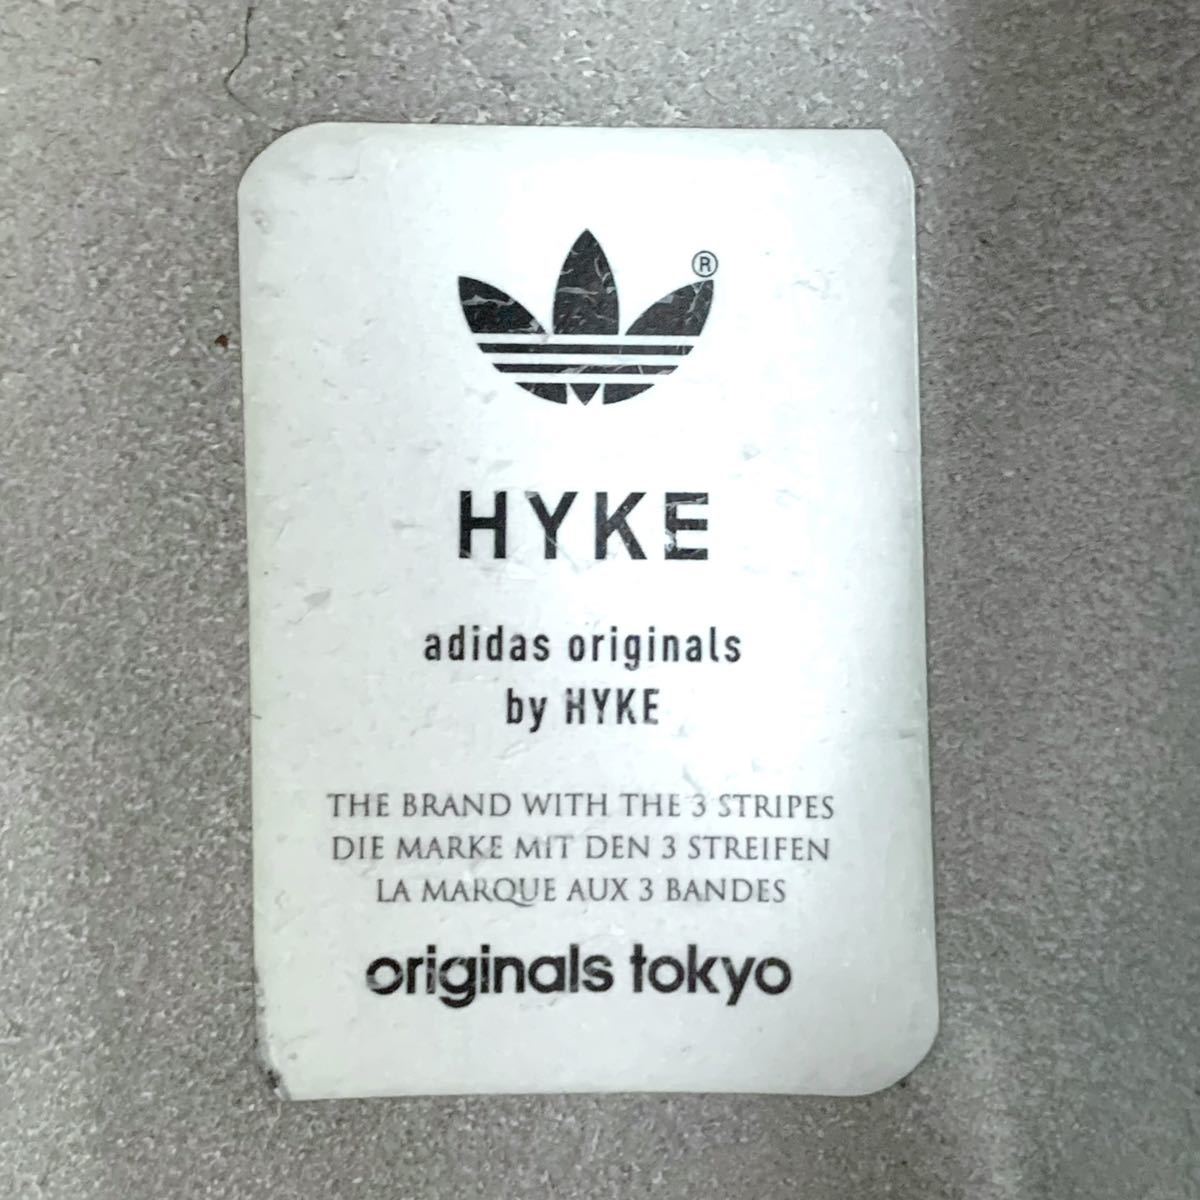 ®
HYKE
adidas originals
by HYKE
THE BRAND WITH THE 3 STRIPES
DIE MARKE MIT DEN 3 STREIFEN
LA MARQUE AUX 3 BANDES
originals tokyo